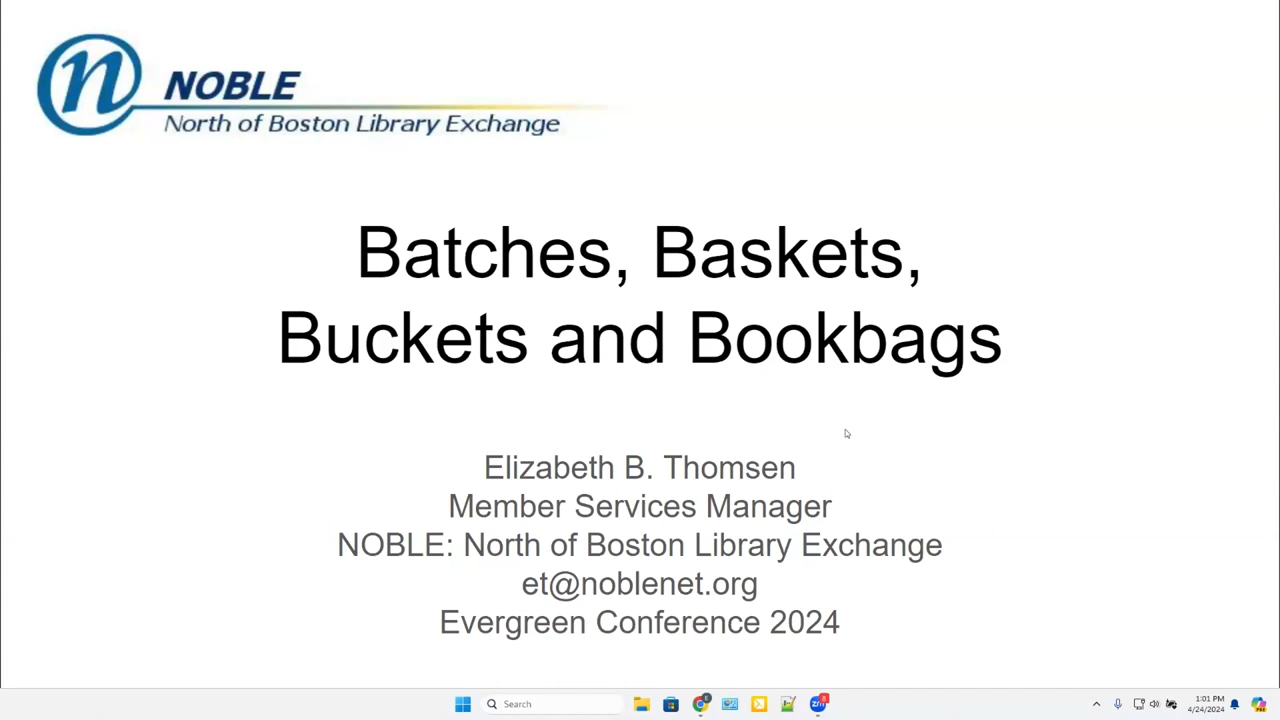 n
NOBLE
North of Boston Library Exchange
Batches, Baskets,
Buckets and Bookbags
Elizabeth B. Thomsen
Member Services Manager
NOBLE: North of Boston Library Exchange
et@noblenet.org
Evergreen Conference 2024
Search
1:01 PM
4/24/2024